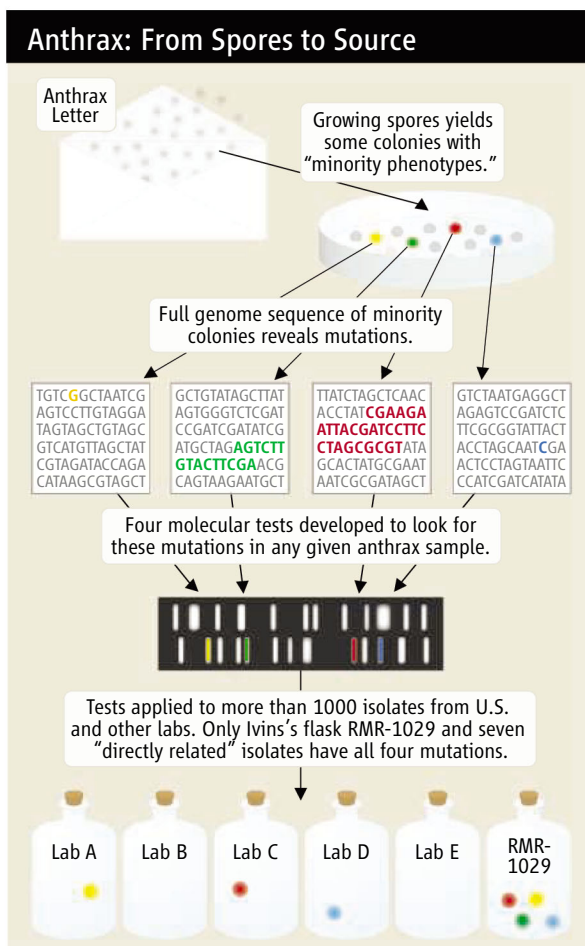 Anthrax: From Spores to Source
Anthrax
Letter
Growing spores yields
some colonies with
“minority phenotypes.”
Full genome sequence of minority
colonies reveals mutations.
TGTCGGCTAATCG
AGTCCTTGTAGGA
TAGTAGCTGTAGC
GTCATGTTAGCTAT
CGTAGATACCAGA
CATAAGCGTAGCT
GCTGTATAGCTTAT
AGTGGGTCTCGAT
CCGATCGATATCG
ATGCTAGAGTCTT
GTACTTCGAACG
CAGTAAGAATGCT
TTATCTAGCTCAAC
ACCTATCGAAGA
ATTACGATCCTTC
CTAGCGCGTATA
GCACTATGCGAAT
AATCGCGATAGCT
GTCTAATGAGGCT
AGAGTCCGATCTC
TTCGCGGTATTACT
ACCTAGCAATCGA
ACTCCTAGTAATTC
CCATCGATCATATA
Four molecular tests developed to look for
these mutations in any given anthrax sample.
Tests applied to more than 1000 isolates from U.S.
and other labs. Only Ivins’s flask RMR-1029 and seven
“directly related” isolates have all four mutations.
Lab A
Lab B
Lab C
Lab D
Lab E
RMR-
1029